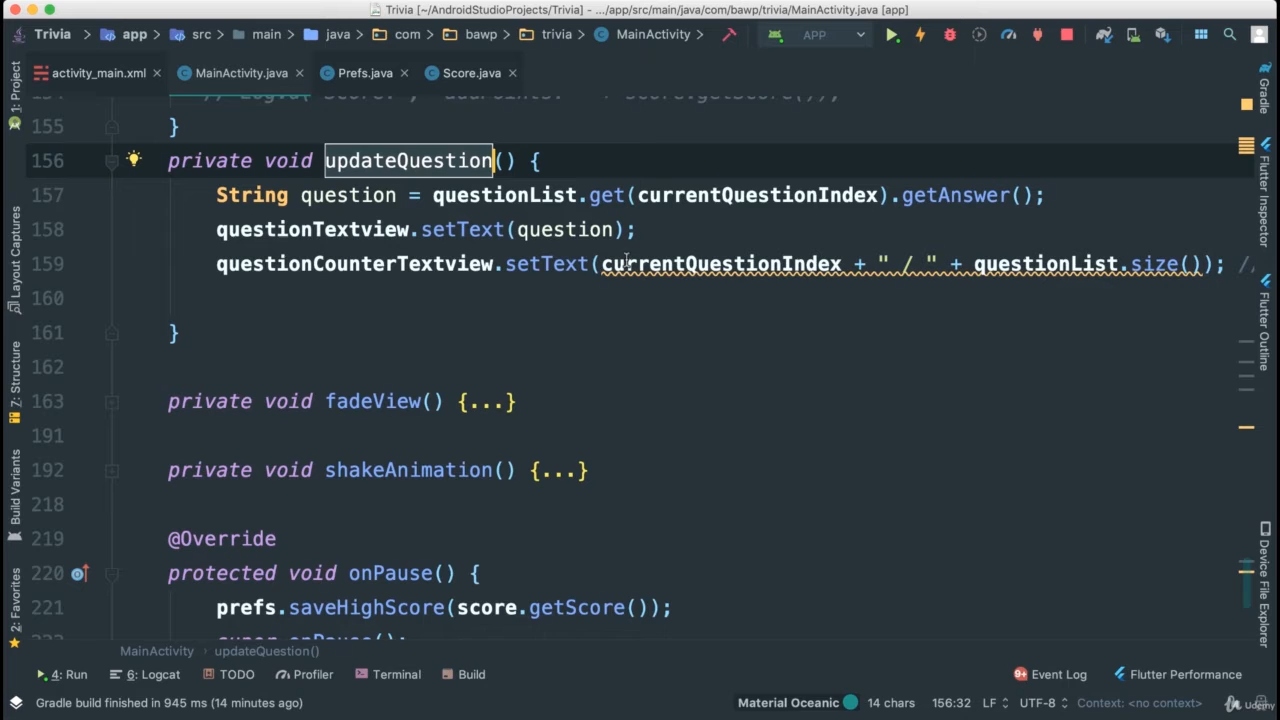 Trivia [~/AndroidStudioProjects/Trivia] - .../app/src/main/java/com/bawp/trivia/MainActivity.java [app]
Trivia > app > src > main > java > com > bawp > trivia > MainActivity > APP
activity_main.xml MainActivity.java Prefs.java Score.java
155 }
156 private void updateQuestion() {
157 String question = questionList.get(currentQuestionIndex).getAnswer();
158 questionTextview.setText(question);
159 questionCounterTextview.setText(currentQuestionIndex + " / " + questionList.size()); //
160
161 }
162
163 private void fadeView() {...}
191
192 private void shakeAnimation() {...}
218
219 @Override
220 protected void onPause() {
221 prefs.saveHighScore(score.getScore());
super.onPause();
MainActivity > updateQuestion()
4: Run 6: Logcat TODO Profiler Terminal Build 9+ Event Log Flutter Performance
Gradle build finished in 945 ms (14 minutes ago) Material Oceanic 14 chars 156:32 LF UTF-8 Context: <no context>
Udemy
1: Project
Layout Captures
7: Structure
Build Variants
2: Favorites
Gradle
Flutter Inspector
Flutter Outline
Device File Explorer